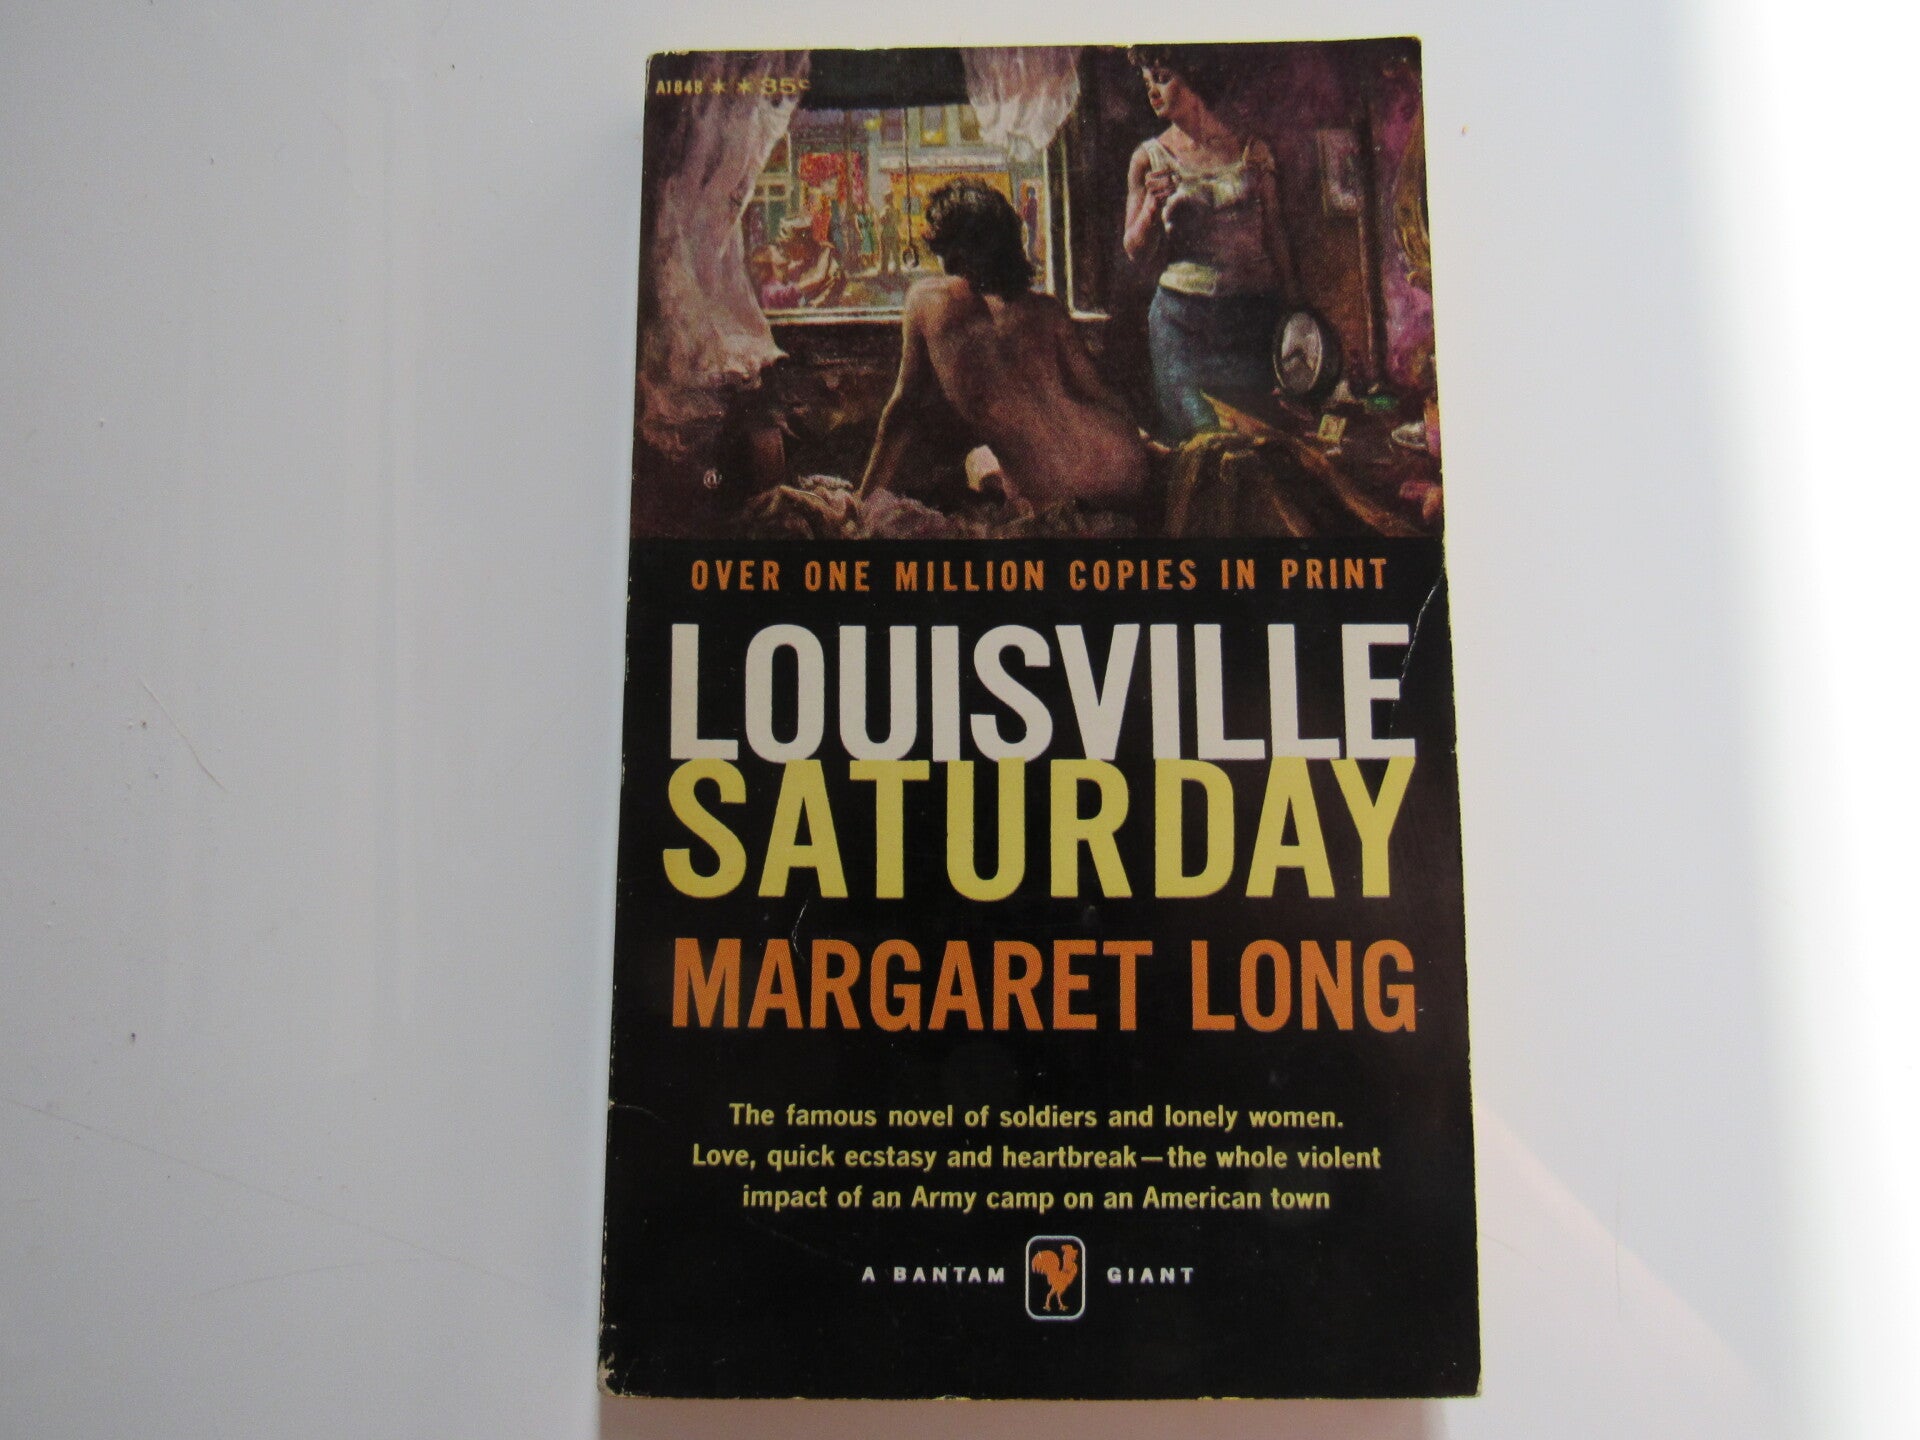 A1848 * * 35c
OVER ONE MILLION COPIES IN PRINT
LOUISVILLE
SATURDAY
MARGARET LONG
The famous novel of soldiers and lonely women.
Love, quick ecstasy and heartbreak—the whole violent
impact of an Army camp on an American town
A BANTAM GIANT